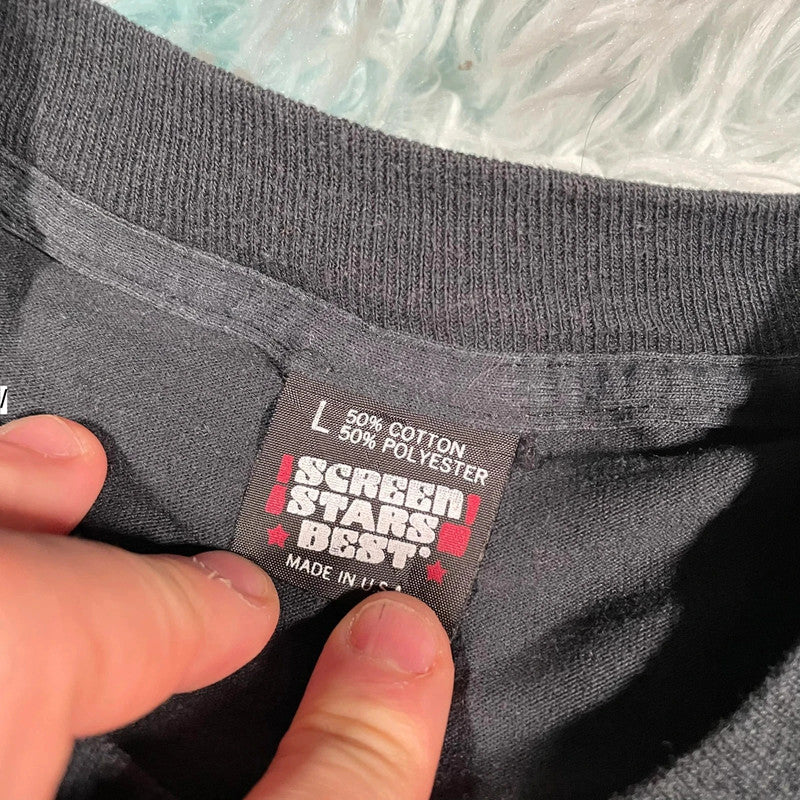 L 50% COTTON
50% POLYESTER
SCREEN
STARS
BEST
MADE IN U.S.A.